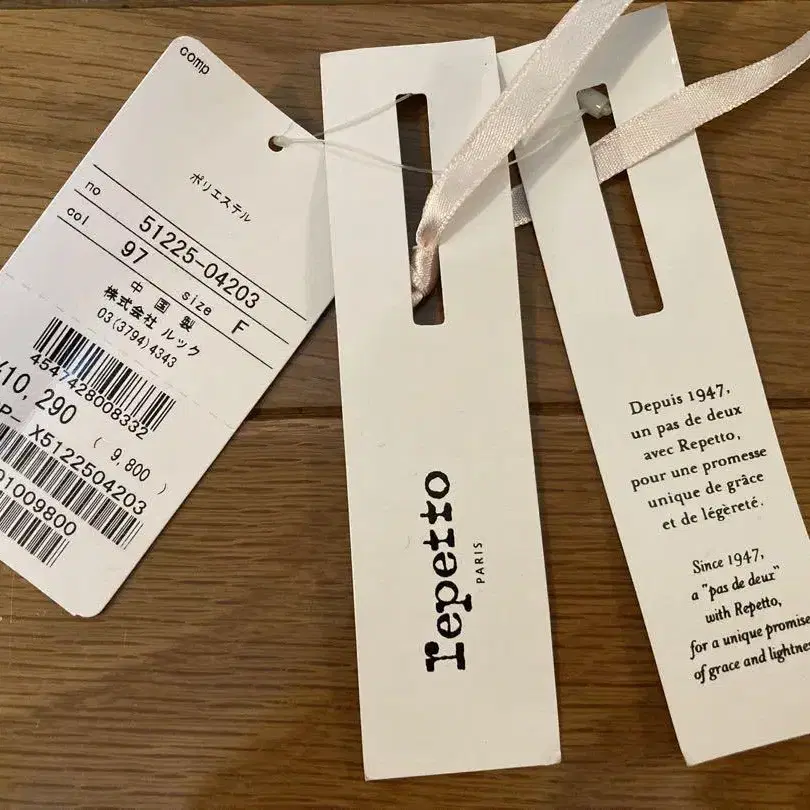 comp
ポリエステル
no 51225-04203
col 97 size F
中国製
株式会社 ルック
03(3794)4343
4547428008332
¥10,290
( 9,800 )
X5122504203
91009800
repetto
PARIS
Depuis 1947,
un pas de deux
avec Repetto,
pour une promesse
unique de grâce
et de légèreté.
Since 1947,
a "pas de deux"
with Repetto,
for a unique promise
of grace and lightness